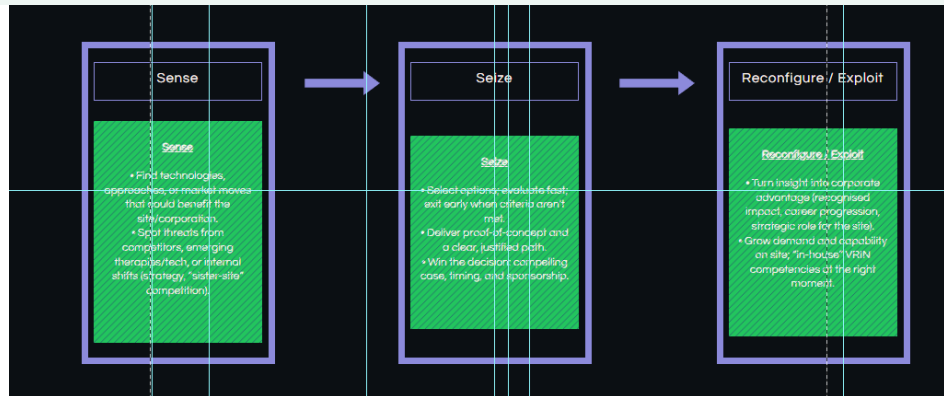 Sense
Seize
Reconfigure / Exploit
Sense
• Find technologies,
approaches, or market moves
that could benefit the
site/corporation.
• Spot threats from
competitors, emerging
therapies/tech, or internal
shifts (strategy, “sister-site”
competition).
Seize
• Select options; evaluate fast;
exit early when criteria aren’t
met.
• Deliver proof-of-concept and
a clear, justified path.
• Win the decision: compelling
case, timing, and sponsorship.
Reconfigure / Exploit
• Turn insight into corporate
advantage (recognised
impact, career progression,
strategic role for the site).
• Grow demand and capability
on site; “in-house” VRIN
competencies at the right
moment.